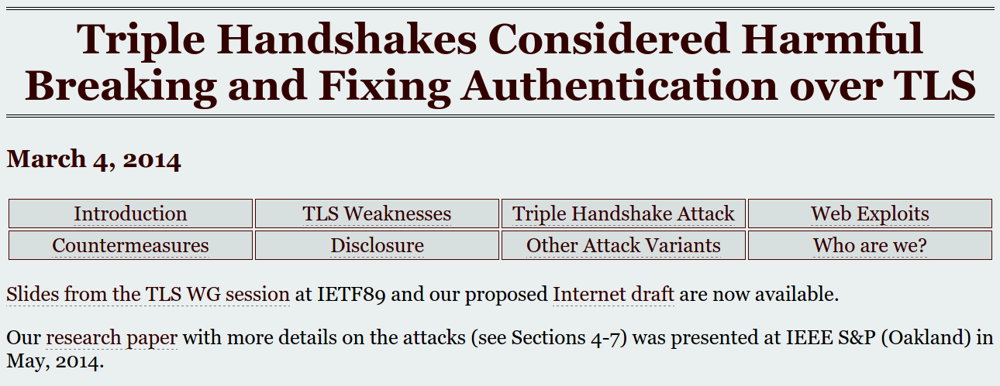 Triple Handshakes Considered Harmful
Breaking and Fixing Authentication over TLS
March 4, 2014
Introduction TLS Weaknesses Triple Handshake Attack Web Exploits
Countermeasures Disclosure Other Attack Variants Who are we?
Slides from the TLS WG session at IETF89 and our proposed Internet draft are now available.
Our research paper with more details on the attacks (see Sections 4-7) was presented at IEEE S&P (Oakland) in
May, 2014.